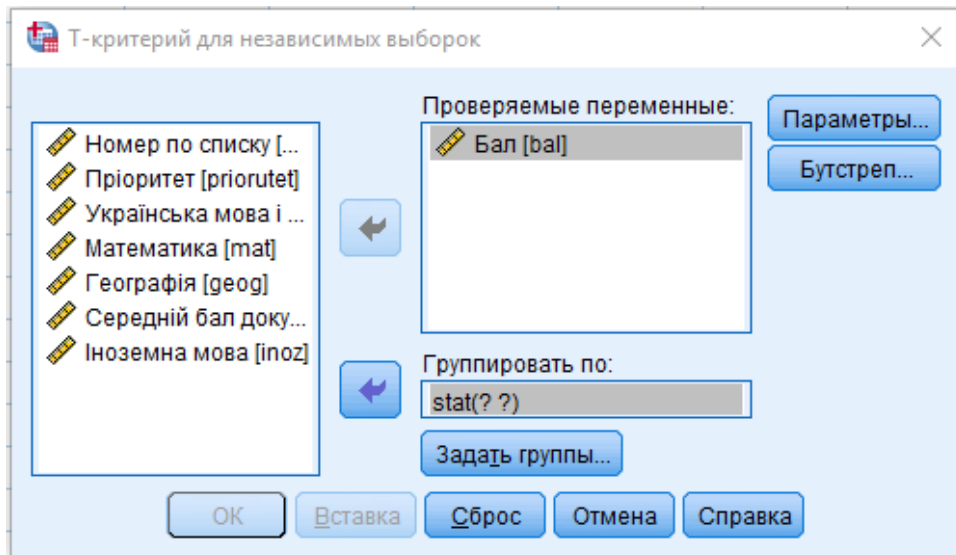 Т-критерий для независимых выборок
Проверяемые переменные:
Номер по списку [...
Пріоритет [priorutet]
Українська мова і ...
Математика [mat]
Географія [geog]
Середній бал доку...
Іноземна мова [inoz]
Бал [bal]
Параметры...
Бутстреп...
Группировать по:
stat(? ?)
Задать группы...
ОК
Вставка
Сброс
Отмена
Справка